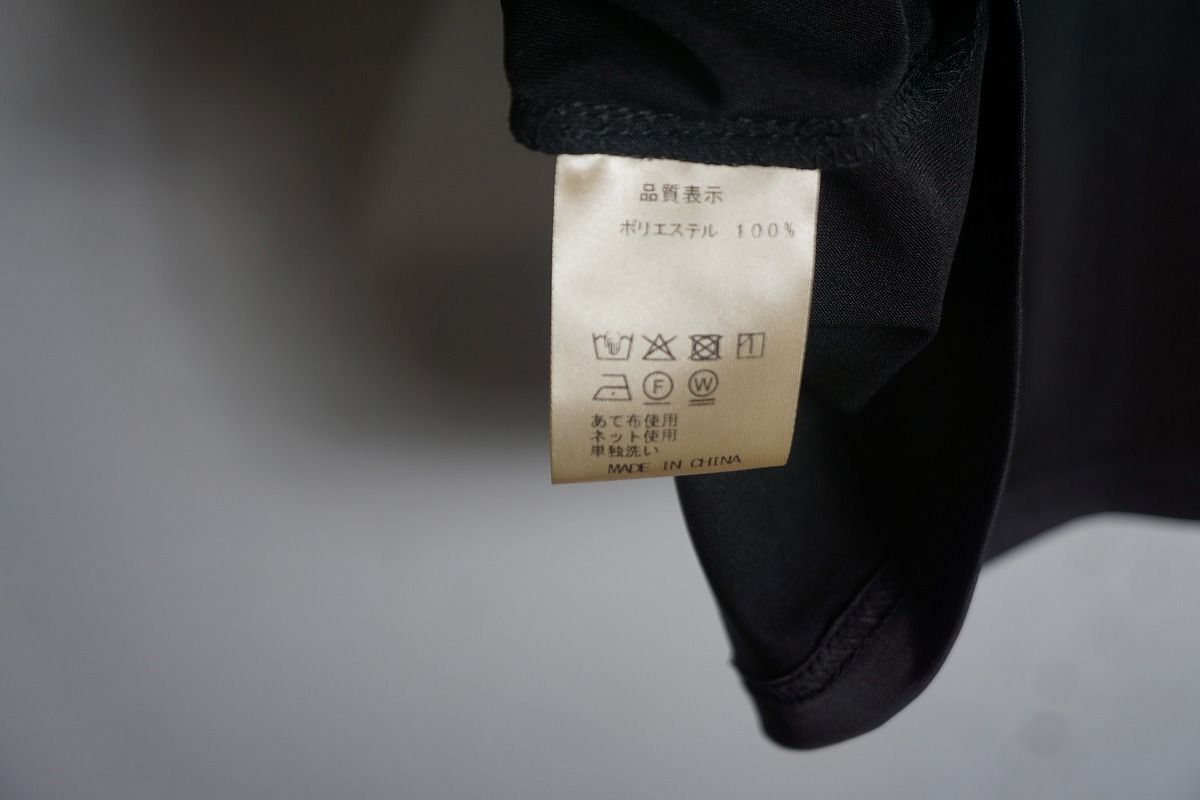 品質表示
ポリエステル 100%
F W
あて布使用
ネット使用
単独洗い
MADE IN CHINA